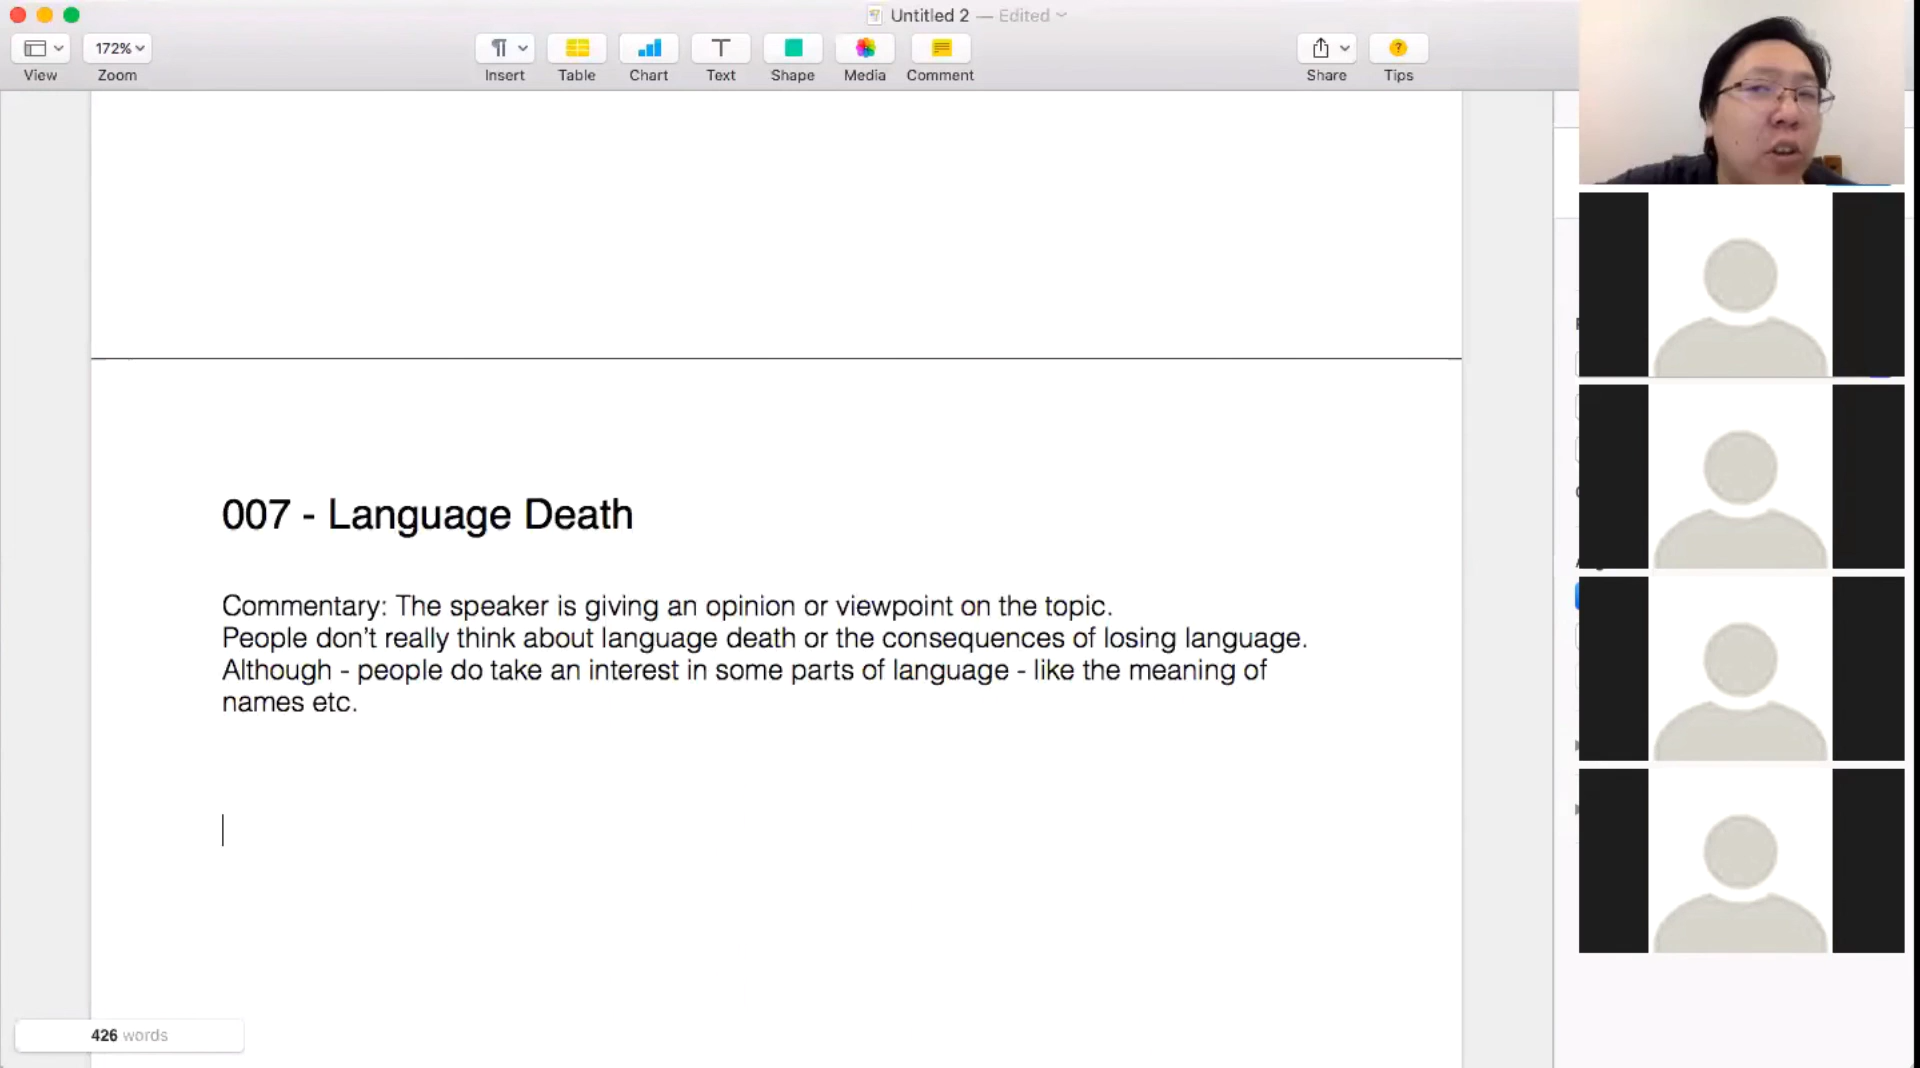 Untitled 2 — Edited
172%
View
Zoom
Insert
Table
Chart
Text
Shape
Media
Comment
Share
Tips
007 - Language Death
Commentary: The speaker is giving an opinion or viewpoint on the topic.
People don’t really think about language death or the consequences of losing language.
Although - people do take an interest in some parts of language - like the meaning of
names etc.
426 words